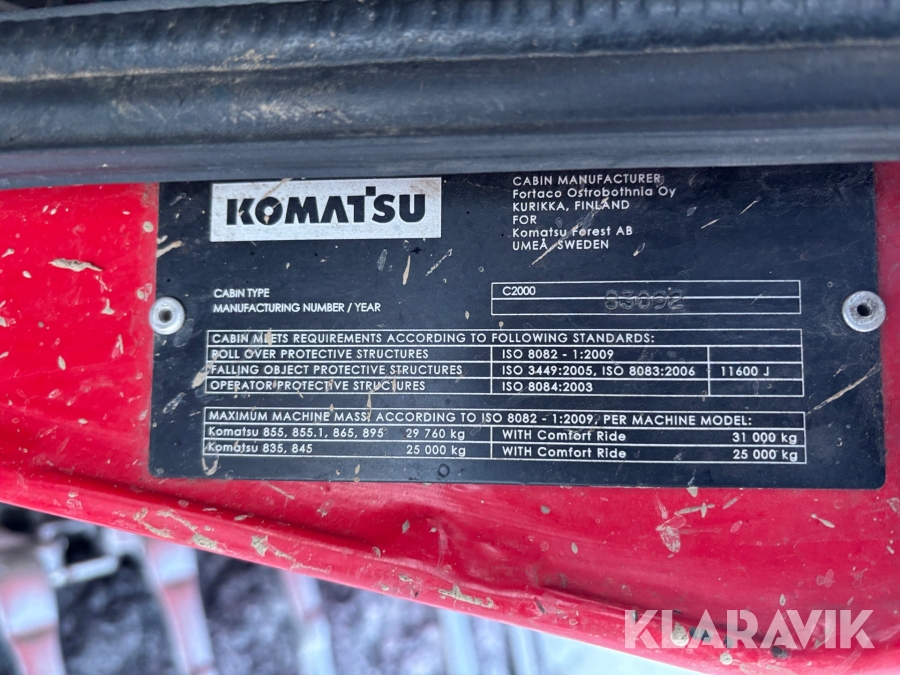 KOMATSU
CABIN MANUFACTURER
Fortaco Ostrobothnia Oy
KURIKKA, FINLAND
FOR
Komatsu Forest AB
UMEÅ, SWEDEN
CABIN TYPE C2000
MANUFACTURING NUMBER / YEAR 83092
CABIN MEETS REQUIREMENTS ACCORDING TO FOLLOWING STANDARDS:
ROLL OVER PROTECTIVE STRUCTURES ISO 8082 - 1:2009
FALLING OBJECT PROTECTIVE STRUCTURES ISO 3449:2005, ISO 8083:2006 11600 J
OPERATOR PROTECTIVE STRUCTURES ISO 8084:2003
MAXIMUM MACHINE MASS, ACCORDING TO ISO 8082 - 1:2009, PER MACHINE MODEL:
Komatsu 855, 855.1, 865, 895 29 760 kg WITH Comfort Ride 31 000 kg
Komatsu 835, 845 25 000 kg WITH Comfort Ride 25 000 kg
KLARAVIK